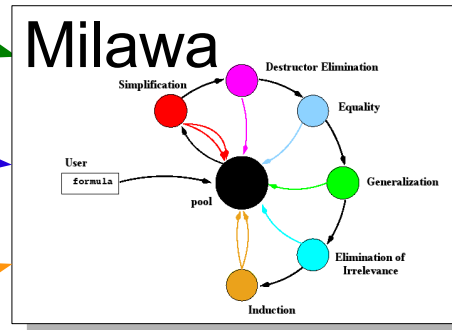 Milawa
Destructor Elimination
Simplification
Equality
User
formula
Generalization
pool
Elimination of
Irrelevance
Induction